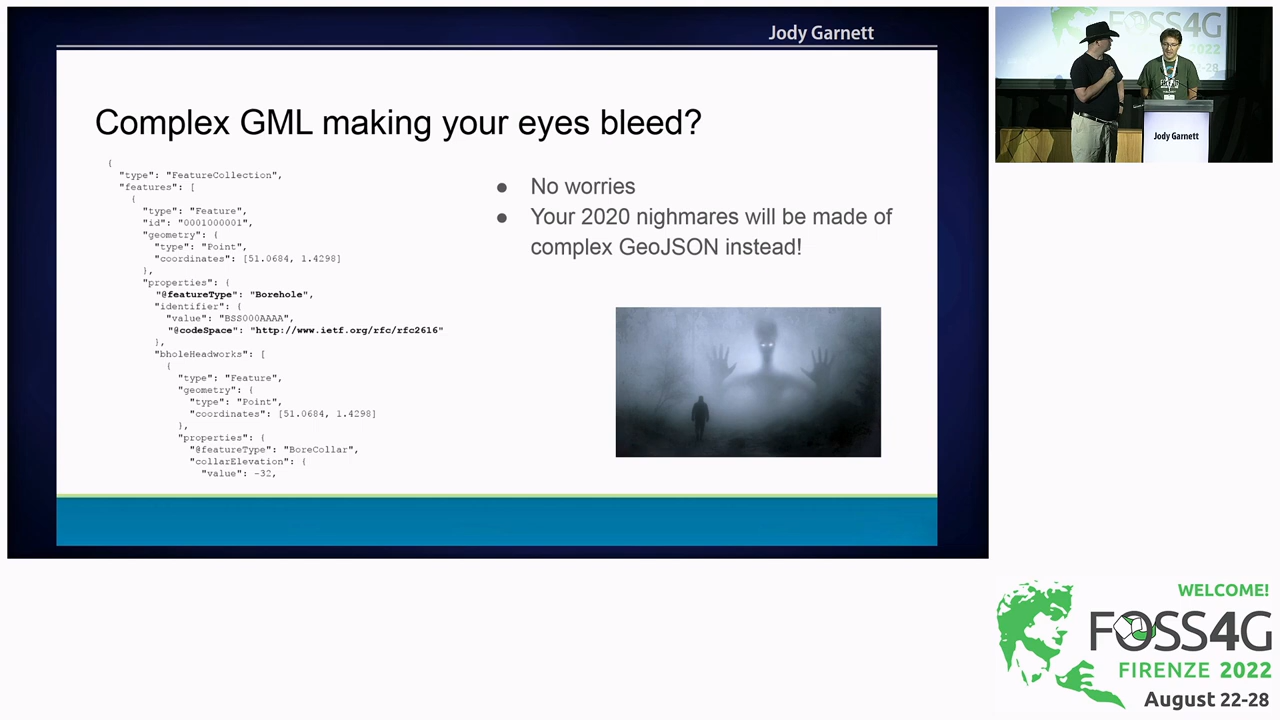 Jody Garnett
Complex GML making your eyes bleed?
{
"type": "FeatureCollection",
"features": [
{
"type": "Feature",
"id": "0001000001",
"geometry": {
"type": "Point",
"coordinates": [51.0684, 1.4298]
},
"properties": {
"@featureType": "Borehole",
"identifier": {
"value": "BSS000AAAA",
"@codeSpace": "http://www.ietf.org/rfc/rfc2616"
},
"bholeHeadworks": [
{
"type": "Feature",
"geometry": {
"type": "Point",
"coordinates": [51.0684, 1.4298]
},
"properties": {
"@featureType": "BoreCollar",
"collarElevation": {
"value": -32,
● No worries
● Your 2020 nighmares will be made of
complex GeoJSON instead!
FOSS4G
2022
Jody Garnett
WELCOME!
FOSS4G
FIRENZE 2022
August 22-28